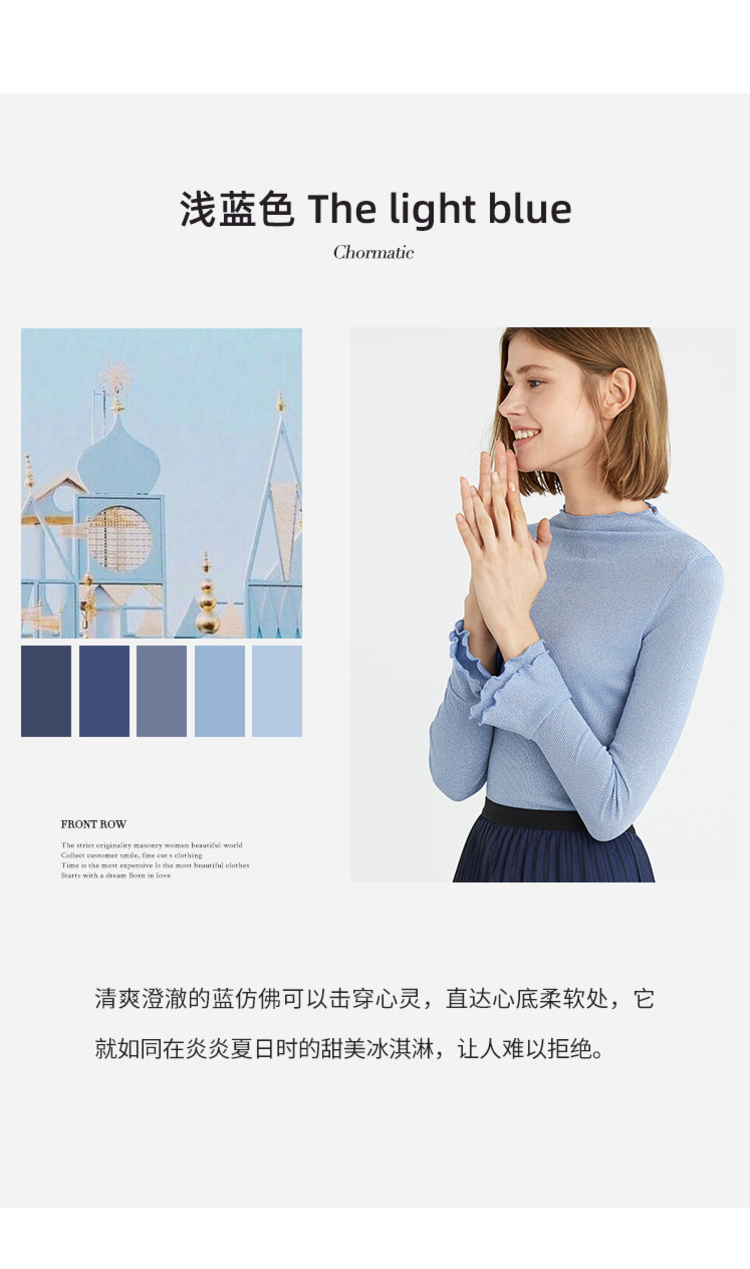 浅蓝色 The light blue
Chormatic
FRONT ROW
The strict originality masonry women beautiful world
Collect customer smile, fine cut s clothing
Time is the most expensive Is the most beautiful clothes
Starts with a dream Born in love
清爽澄澈的蓝仿佛可以击穿心灵，直达心底柔软处，它
就如同在炎炎夏日时的甜美冰淇淋，让人难以拒绝。